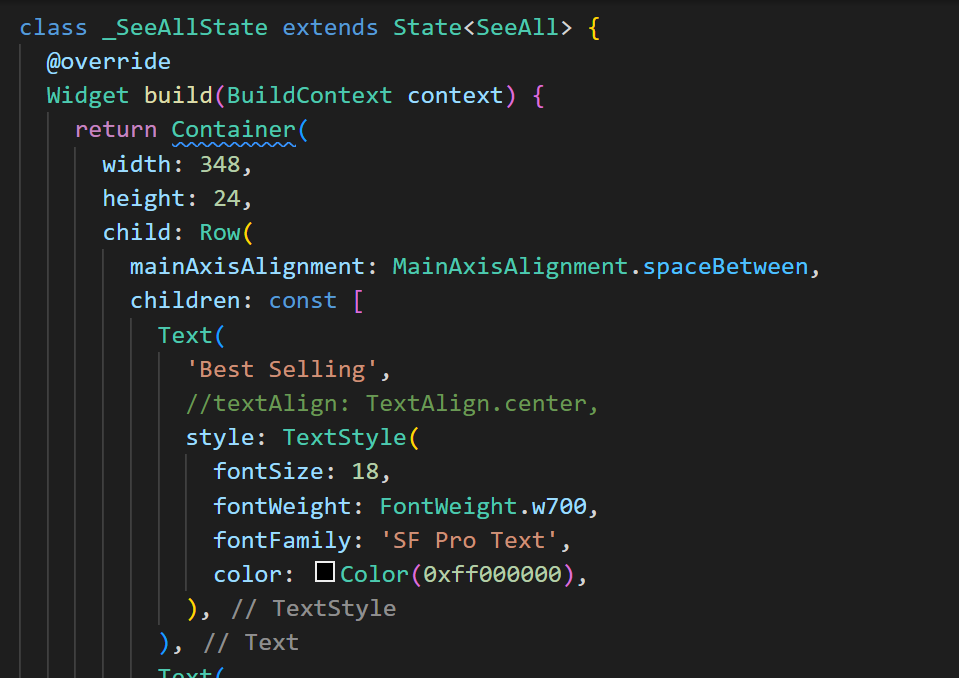 class _SeeAllState extends State<SeeAll> {
@override
Widget build(BuildContext context) {
return Container(
width: 348,
height: 24,
child: Row(
mainAxisAlignment: MainAxisAlignment.spaceBetween,
children: const [
Text(
'Best Selling',
//textAlign: TextAlign.center,
style: TextStyle(
fontSize: 18,
fontWeight: FontWeight.w700,
fontFamily: 'SF Pro Text',
color: Color(0xff000000),
), // TextStyle
), // Text
Text(